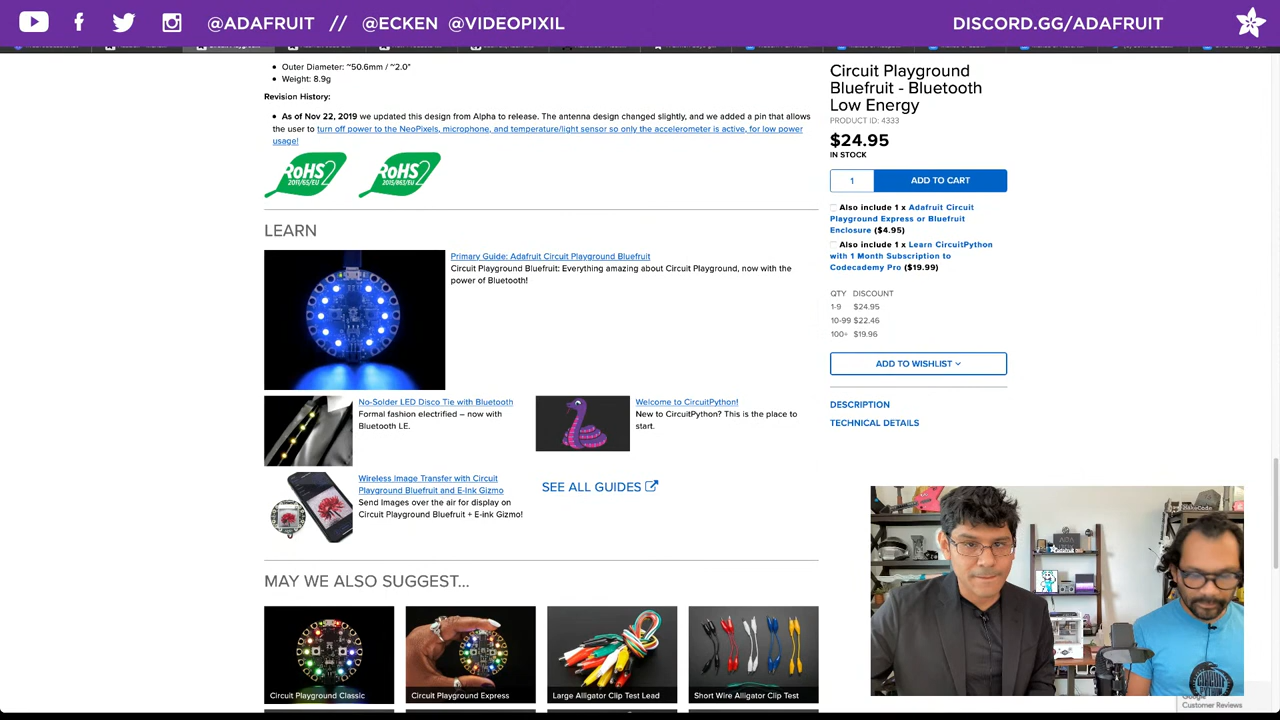 @ADAFRUIT // @ECKEN @VIDEOPIXIL
DISCORD.GG/ADAFRUIT
Outer Diameter: ~50.6mm / ~2.0"
Weight: 8.9g
Revision History:
As of Nov 22, 2019 we updated this design from Alpha to release. The antenna design changed slightly, and we added a pin that allows
the user to turn off power to the NeoPixels, microphone, and temperature/light sensor so only the accelerometer is active, for low power
usage!
RoHS 2
2011/65/EU
RoHS 2
2015/863/EU
LEARN
Primary Guide: Adafruit Circuit Playground Bluefruit
Circuit Playground Bluefruit: Everything amazing about Circuit Playground, now with the
power of Bluetooth!
No-Solder LED Disco Tie with Bluetooth
Formal fashion electrified – now with
Bluetooth LE.
Welcome to CircuitPython!
New to CircuitPython? This is the place to
start.
Wireless Image Transfer with Circuit
Playground Bluefruit and E-Ink Gizmo
Send Images over the air for display on
Circuit Playground Bluefruit + E-ink Gizmo!
SEE ALL GUIDES
MAY WE ALSO SUGGEST...
Circuit Playground Classic
Circuit Playground Express
Large Alligator Clip Test Lead
Short Wire Alligator Clip Test
Circuit Playground
Bluefruit - Bluetooth
Low Energy
PRODUCT ID: 4333
$24.95
IN STOCK
1
ADD TO CART
Also include 1 x Adafruit Circuit
Playground Express or Bluefruit
Enclosure ($4.95)
Also include 1 x Learn CircuitPython
with 1 Month Subscription to
Codecademy Pro ($19.99)
QTY DISCOUNT
1-9 $24.95
10-99 $22.46
100+ $19.96
ADD TO WISHLIST
DESCRIPTION
TECHNICAL DETAILS
MakeCode
ADA
BOX
Adafruit
Google
Customer Reviews